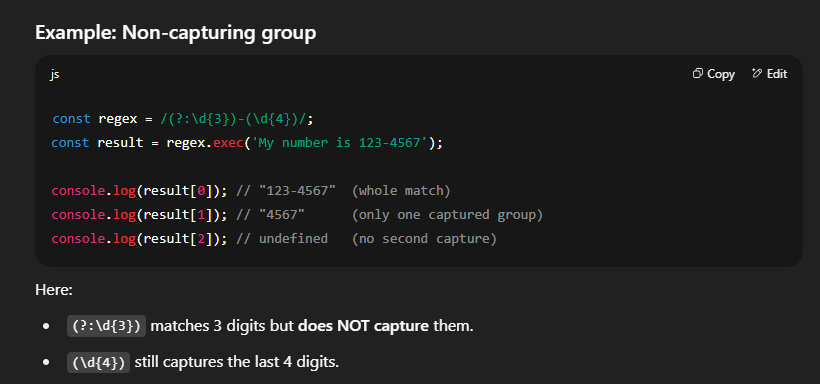 Example: Non-capturing group
js
Copy
Edit
const regex = /(?:\d{3})-(\d{4})/;
const result = regex.exec('My number is 123-4567');
console.log(result[0]); // "123-4567"  (whole match)
console.log(result[1]); // "4567"      (only one captured group)
console.log(result[2]); // undefined   (no second capture)
Here:
• (?:\d{3}) matches 3 digits but does NOT capture them.
• (\d{4}) still captures the last 4 digits.